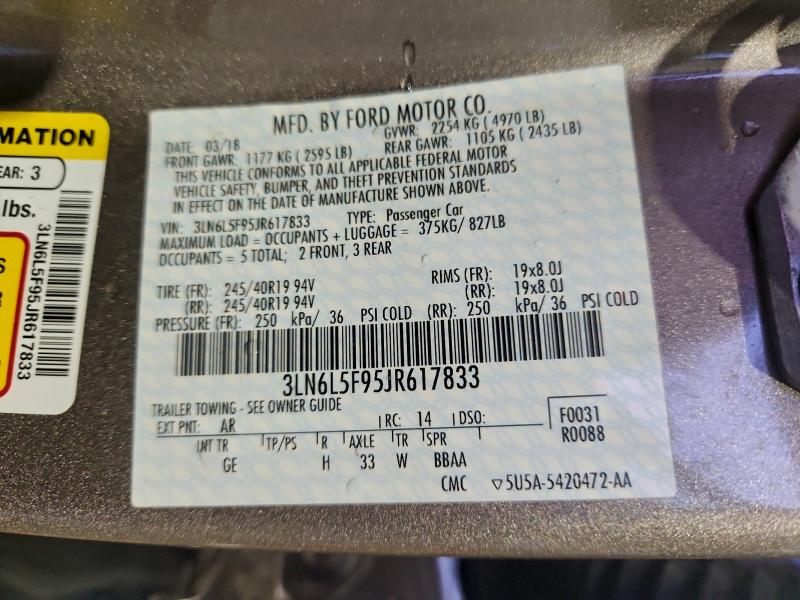 MATION
EAR: 3
lbs.
S
3LN6L5F95JR617833
MFD. BY FORD MOTOR CO.
DATE: 03/18 GVWR: 2254 KG ( 4970 LB)
FRONT GAWR: 1177 KG ( 2595 LB) REAR GAWR: 1105 KG ( 2435 LB)
THIS VEHICLE CONFORMS TO ALL APPLICABLE FEDERAL MOTOR
VEHICLE SAFETY, BUMPER, AND THEFT PREVENTION STANDARDS
IN EFFECT ON THE DATE OF MANUFACTURE SHOWN ABOVE.
VIN: 3LN6L5F95JR617833 TYPE: Passenger Car
MAXIMUM LOAD = OCCUPANTS + LUGGAGE = 375KG/ 827LB
OCCUPANTS = 5 TOTAL; 2 FRONT, 3 REAR
TIRE (FR): 245/40R19 94V RIMS (FR): 19x8.0J
(RR): 245/40R19 94V (RR): 19x8.0J
PRESSURE (FR): 250 kPa/ 36 PSI COLD (RR): 250 kPa/ 36 PSI COLD
3LN6L5F95JR617833
TRAILER TOWING - SEE OWNER GUIDE
EXT PNT: AR RC: 14 DSO: F0031
R0088
INT TR TP/PS R AXLE TR SPR
GE H 33 W BBAA
CMC ▽5U5A-5420472-AA